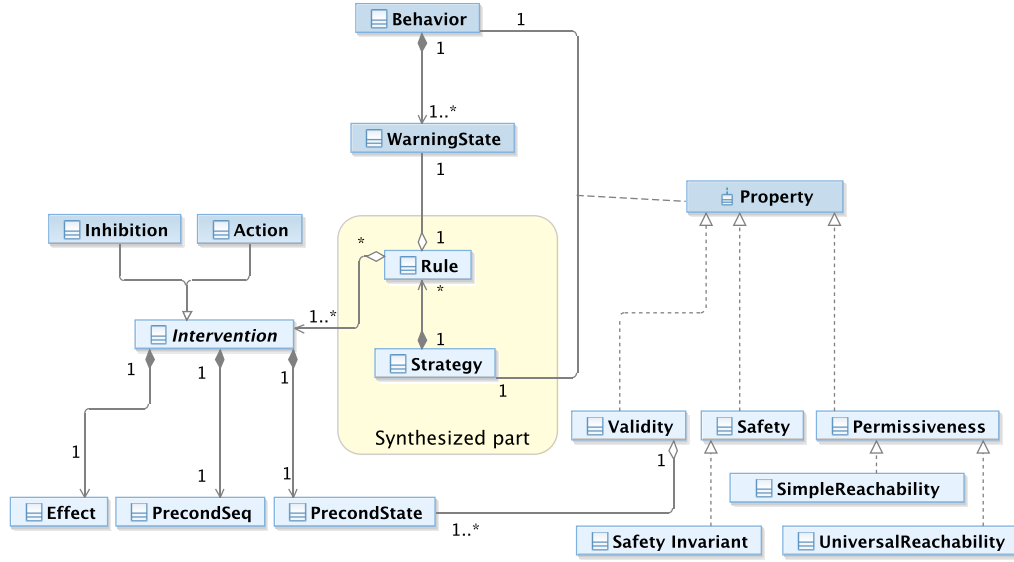 Behavior
1
1
1..*
WarningState
1
Property
Inhibition
Action
*
1
Rule
1..*
*
Intervention
1
1
1
1
Strategy
1
Synthesized part
Validity
Safety
Permissiveness
1
1
1
1
SimpleReachability
Effect
PrecondSeq
PrecondState
1..*
Safety Invariant
UniversalReachability